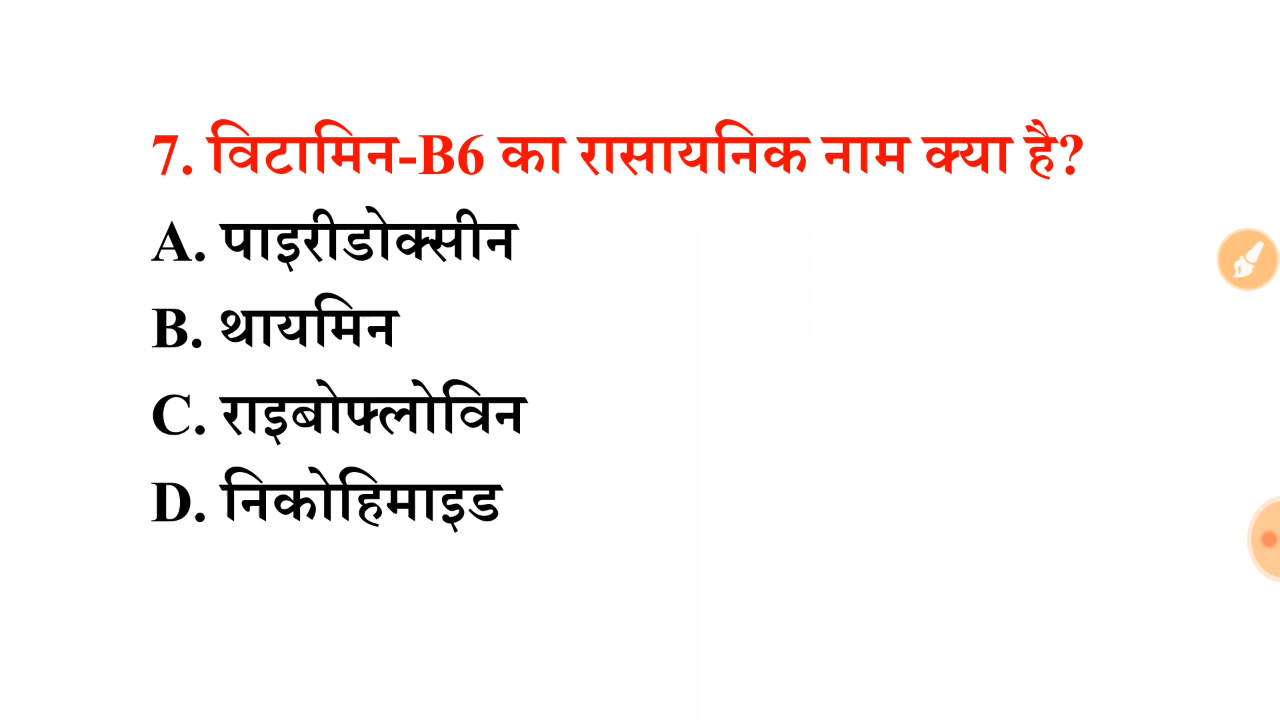 7. विटामिन-B6 का रासायनिक नाम क्या है?
A. पाइरीडोक्सीन
B. थायमिन
C. राइबोफ्लोविन
D. निकोहिमाइड